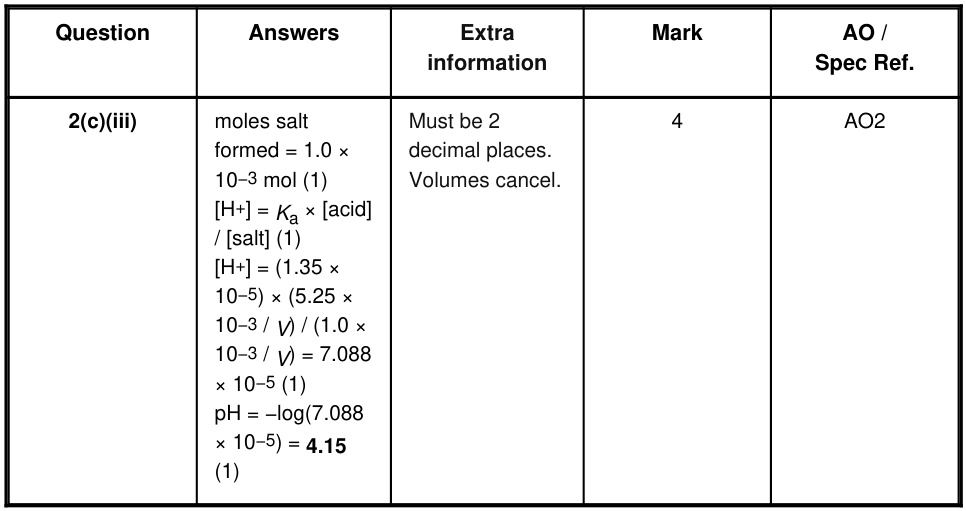 Question Answers Extra information Mark AO / Spec Ref.
2(c)(iii)
moles salt
formed = 1.0 ×
10⁻³ mol (1)
[H⁺] = Kₐ × [acid]
/ [salt] (1)
[H⁺] = (1.35 ×
10⁻⁵) × (5.25 ×
10⁻³ / V) / (1.0 ×
10⁻³ / V) = 7.088
× 10⁻⁵ (1)
pH = −log(7.088
× 10⁻⁵) = 4.15
(1)
Must be 2
decimal places.
Volumes cancel.
4
AO2